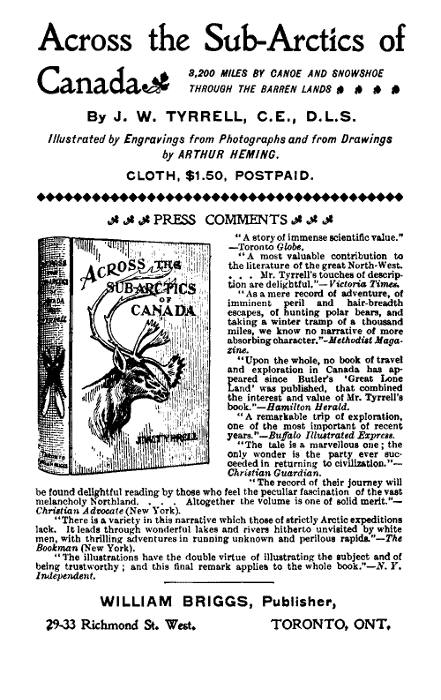 Across the Sub-Arctics of
Canada
3,200 MILES BY CANOE AND SNOWSHOE
THROUGH THE BARREN LANDS
By J. W. TYRRELL, C.E., D.L.S.
Illustrated by Engravings from Photographs and from Drawings
by ARTHUR HEMING.
CLOTH, $1.50, POSTPAID.
PRESS COMMENTS
ACROSS THE
SUB-ARCTICS
OF
CANADA
J.W. TYRRELL
"A story of immense scientific value."
—Toronto Globe.
"A most valuable contribution to
the literature of the great North-West.
. . . Mr. Tyrrell's touches of descrip-
tion are delightful."—Victoria Times.
"As a mere record of adventure, of
imminent peril and hair-breadth
escapes, of hunting polar bears, and
taking a winter tramp of a thousand
miles, we know no narrative of more
absorbing character."-Methodist Maga-
zine.
"Upon the whole, no book of travel
and exploration in Canada has ap-
peared since Butler's 'Great Lone
Land' was published, that combined
the interest and value of Mr. Tyrrell's
book."—Hamilton Herald.
"A remarkable trip of exploration,
one of the most important of recent
years."—Buffalo Illustrated Express.
"The tale is a marvellous one; the
only wonder is the party ever suc-
ceeded in returning to civilization."—
Christian Guardian.
"The record of their journey will
be found delightful reading by those who feel the peculiar fascination of the vast
melancholy Northland. . . . . Altogether the volume is one of solid merit."—
Christian Advocate (New York).
"There is a variety in this narrative which those of strictly Arctic expeditions
lack. It leads through wonderful lakes and rivers hitherto unvisited by white
men, with thrilling adventures in running unknown and perilous rapids."—The
Bookman (New York).
"The illustrations have the double virtue of illustrating the subject and of
being trustworthy; and this final remark applies to the whole book."—N. Y.
Independent.
WILLIAM BRIGGS, Publisher,
29-33 Richmond St. West. TORONTO, ONT.